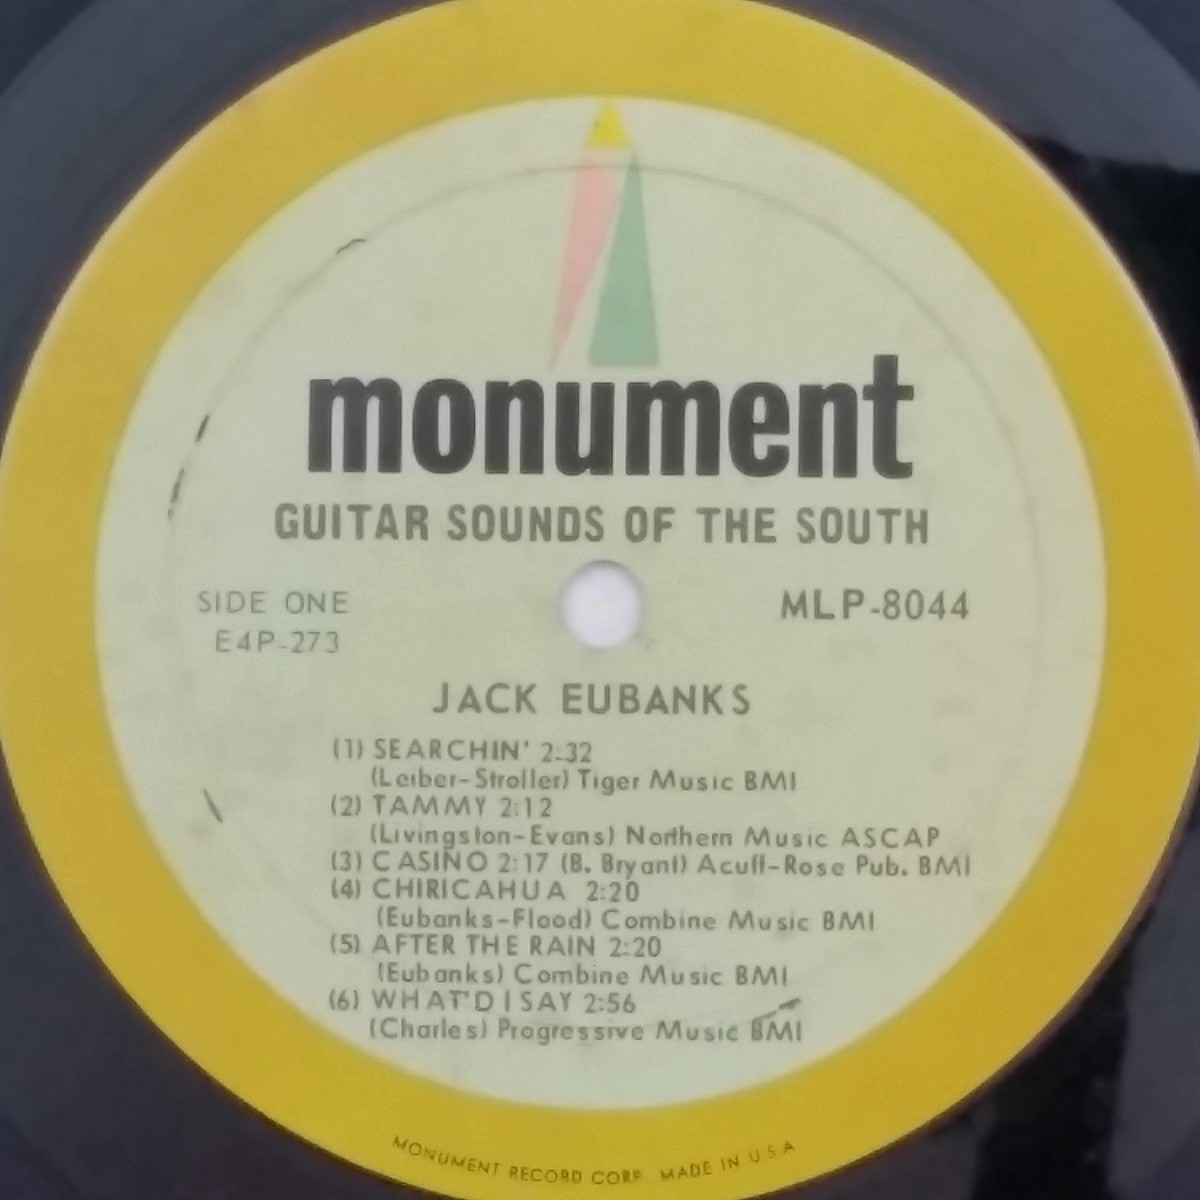 monument
GUITAR SOUNDS OF THE SOUTH
SIDE ONE
E4P-273
MLP-8044
JACK EUBANKS
(1) SEARCHIN' 2:32
(Leiber-Stroller) Tiger Music BMI
(2) TAMMY 2:12
(Livingston-Evans) Northern Music ASCAP
(3) CASINO 2:17 (B. Bryant) Acuff-Rose Pub. BMI
(4) CHIRICAHUA 2:20
(Eubanks-Flood) Combine Music BMI
(5) AFTER THE RAIN 2:20
(Eubanks) Combine Music BMI
(6) WHAT'D I SAY 2:56
(Charles) Progressive Music BMI
MONUMENT RECORD CORP. MADE IN U.S.A